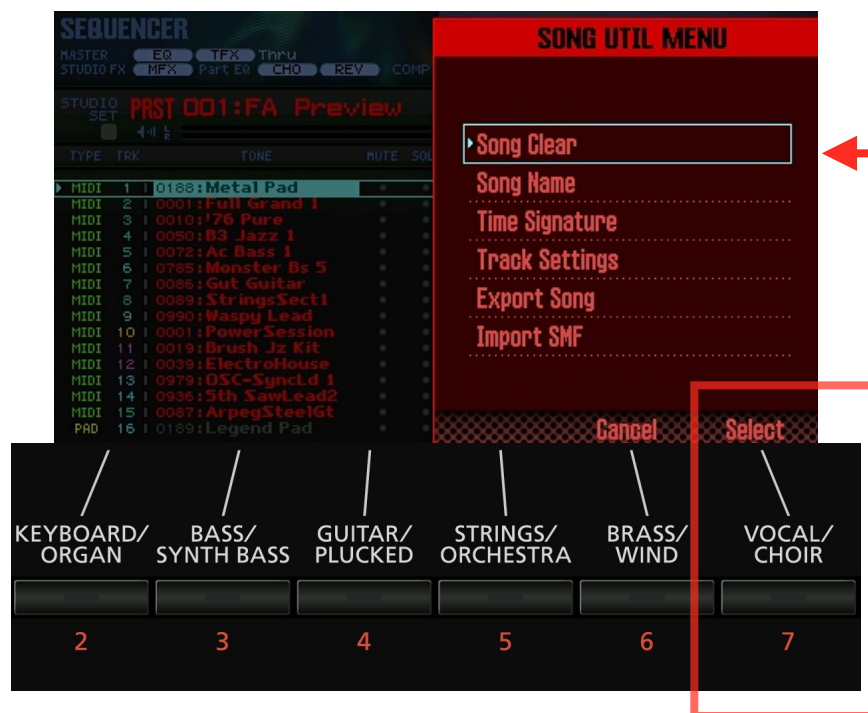 SEQUENCER
MASTER EQ TFX Thru
STUDIO FX MFX Part EQ CHO REV COMP
STUDIO SET PRST 001:FA Preview
L
R
TYPE TRK TONE MUTE SOL
MIDI 1 0188:Metal Pad
MIDI 2 0001:Full Grand 1
MIDI 3 0010:'76 Pure
MIDI 4 0050:B3 Jazz 1
MIDI 5 0072:Ac Bass 1
MIDI 6 0785:Monster Bs 5
MIDI 7 0086:Gut Guitar
MIDI 8 0089:StringsSect1
MIDI 9 0990:Waspy Lead
MIDI 10 0001:PowerSession
MIDI 11 0019:Brush Jz Kit
MIDI 12 0039:ElectroHouse
MIDI 13 0979:OSC-SyncLd 1
MIDI 14 0936:5th SawLead2
MIDI 15 0087:ArpegSteelGt
PAD 16 0189:Legend Pad
SONG UTIL MENU
Song Clear
Song Name
Time Signature
Track Settings
Export Song
Import SMF
Cancel Select
KEYBOARD/
ORGAN
BASS/
SYNTH BASS
GUITAR/
PLUCKED
STRINGS/
ORCHESTRA
BRASS/
WIND
VOCAL/
CHOIR
2 3 4 5 6 7